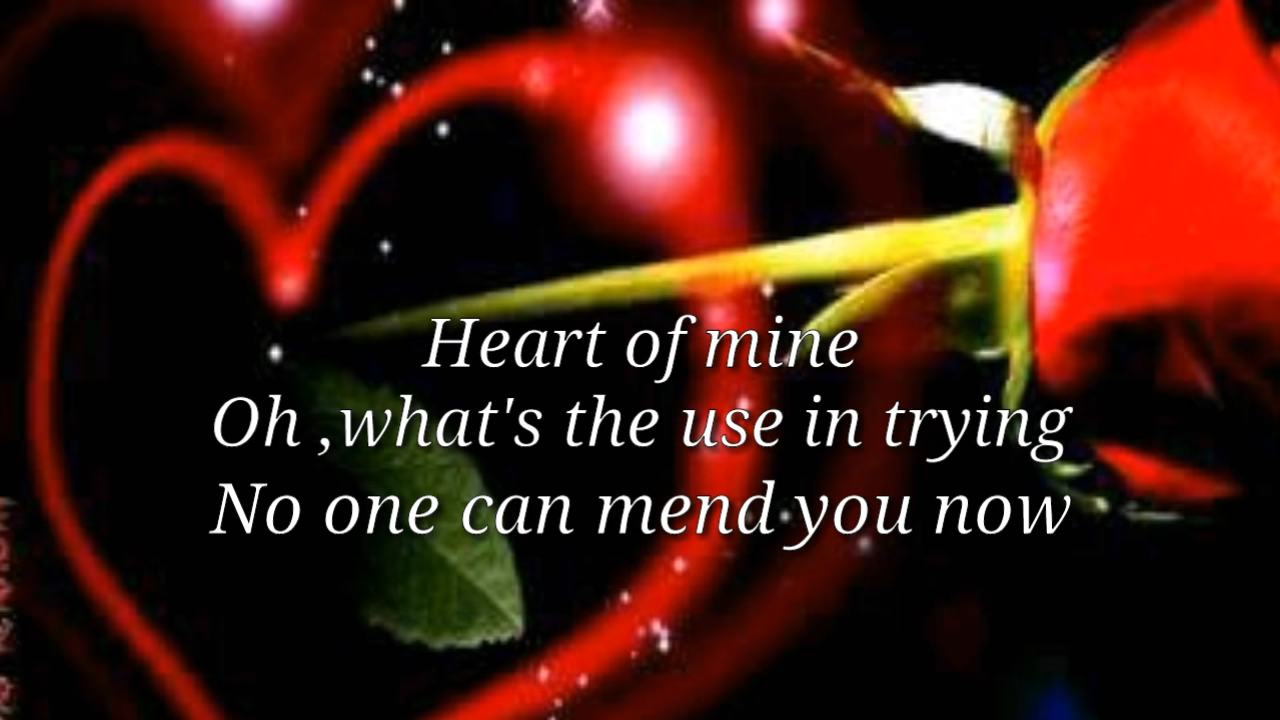 Heart of mine
Oh ,what's the use in trying
No one can mend you now